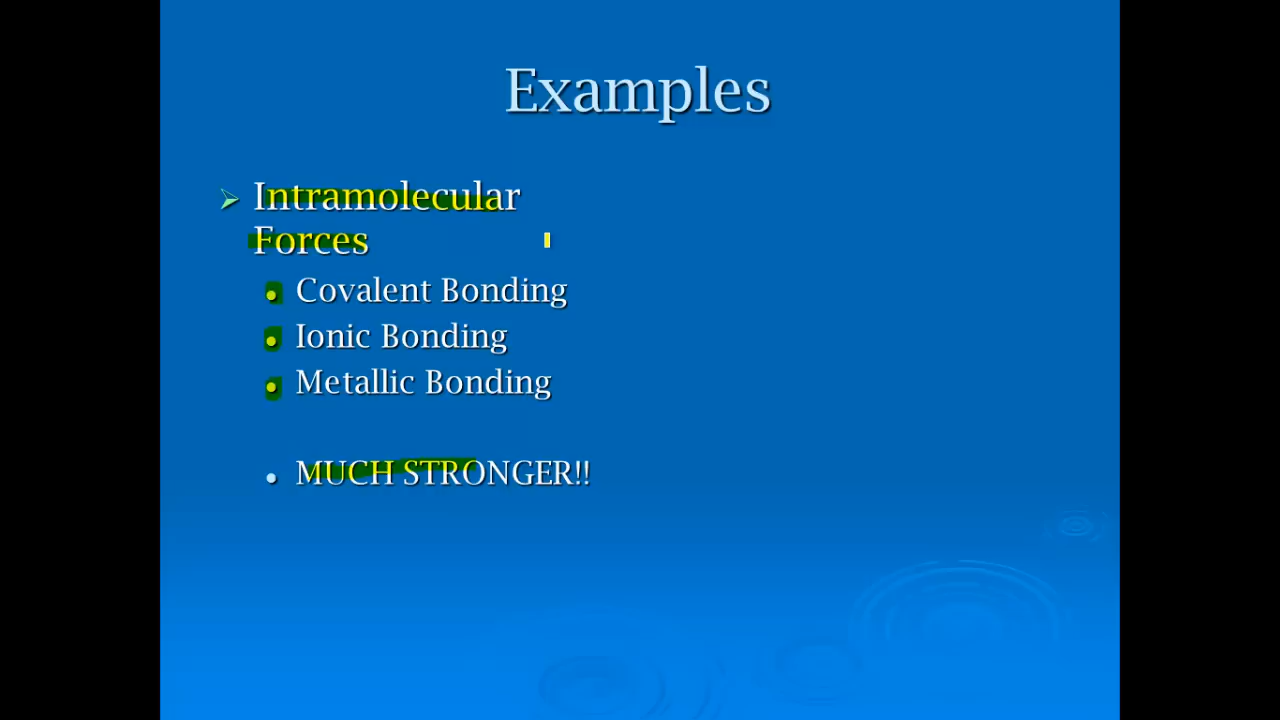 Examples
Intramolecular
Forces
Covalent Bonding
Ionic Bonding
Metallic Bonding
MUCH STRONGER!!